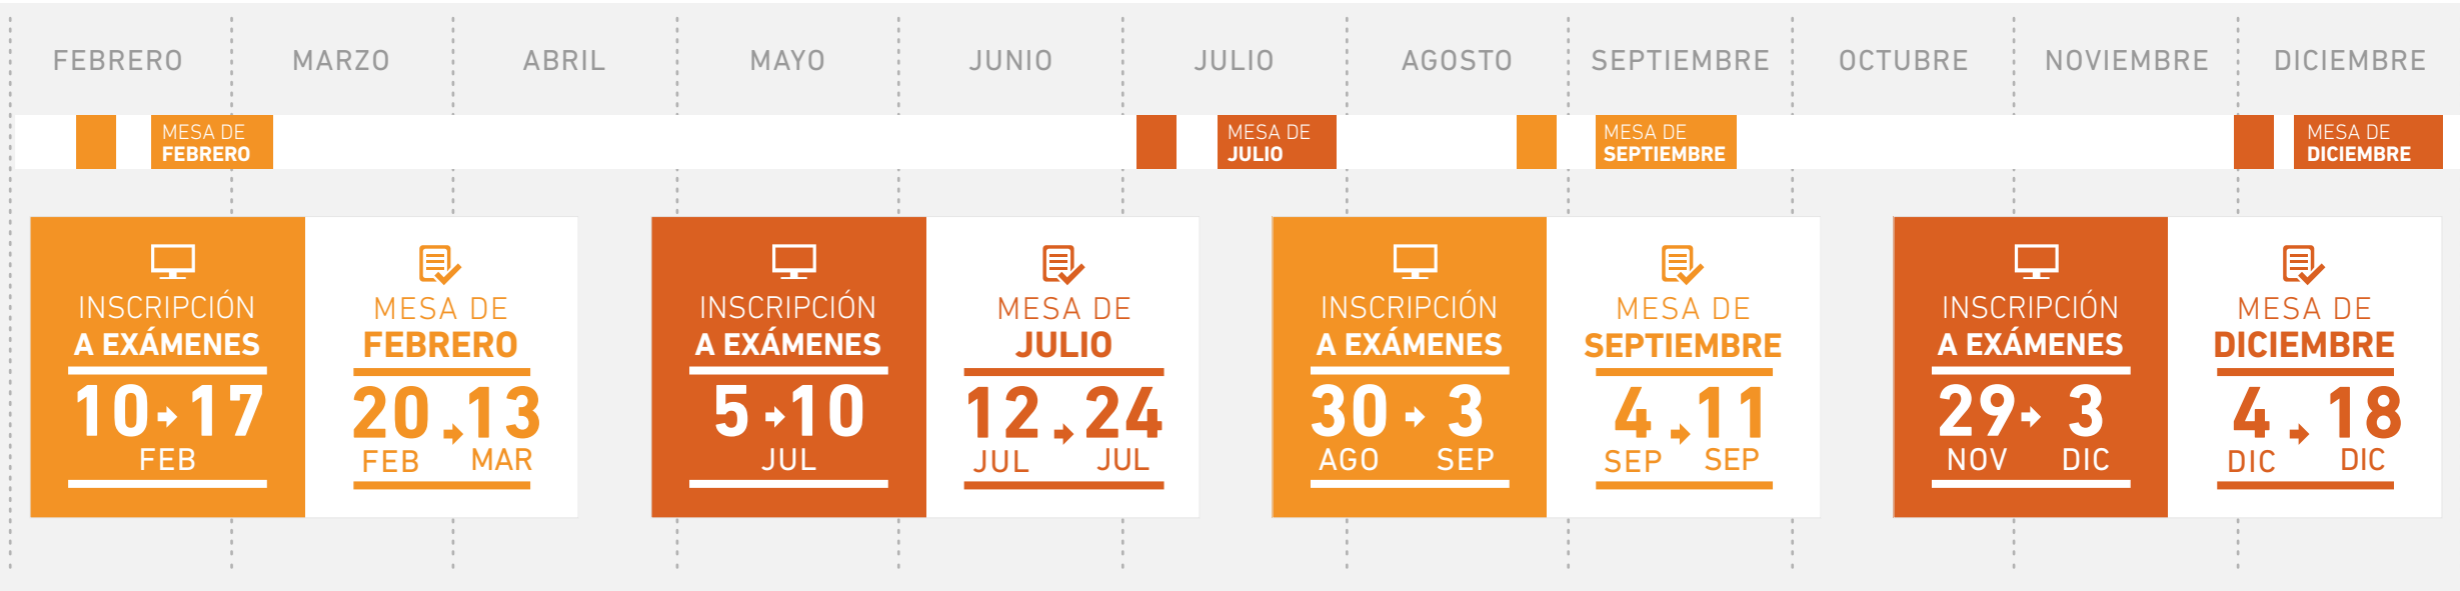 FEBRERO MARZO ABRIL MAYO JUNIO JULIO AGOSTO SEPTIEMBRE OCTUBRE NOVIEMBRE DICIEMBRE
MESA DE
FEBRERO
MESA DE
JULIO
MESA DE
SEPTIEMBRE
MESA DE
DICIEMBRE
INSCRIPCIÓN
A EXÁMENES
10 17
FEB
MESA DE
FEBRERO
20 13
FEB MAR
INSCRIPCIÓN
A EXÁMENES
5 10
JUL
MESA DE
JULIO
12 24
JUL JUL
INSCRIPCIÓN
A EXÁMENES
30 3
AGO SEP
MESA DE
SEPTIEMBRE
4 11
SEP SEP
INSCRIPCIÓN
A EXÁMENES
29 3
NOV DIC
MESA DE
DICIEMBRE
4 18
DIC DIC